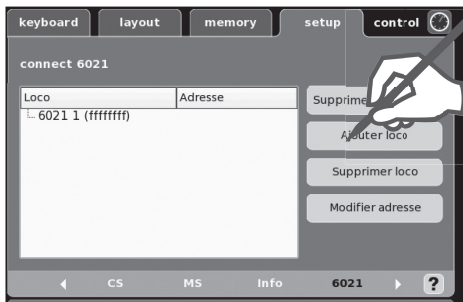 keyboard layout memory setup control
connect 6021
Loco Adresse
6021 1 (ffffffff)
Supprime
Ajouter loco
Supprimer loco
Modifier adresse
CS MS Info 6021 ?